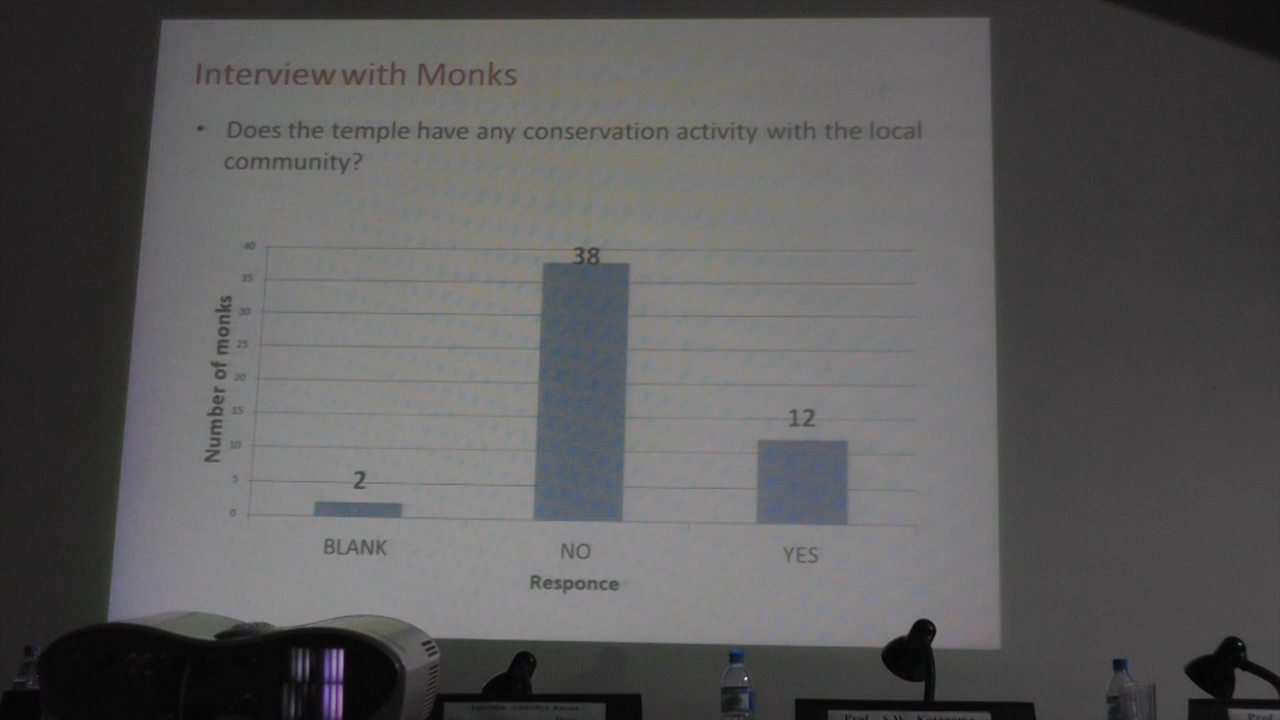 Interview with Monks
• Does the temple have any conservation activity with the local
community?
Number of monks
40
35
30
25
20
15
10
5
0
2
38
12
BLANK
NO
YES
Responce
Prof.